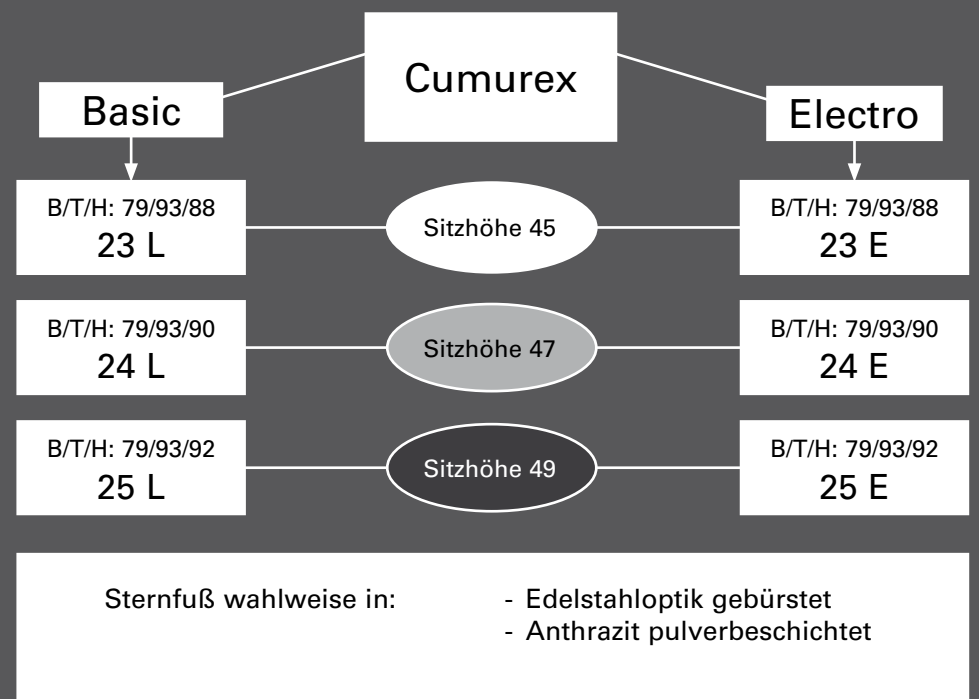 Cumurex
Basic
Electro
B/T/H: 79/93/88
23 L
Sitzhöhe 45
B/T/H: 79/93/88
23 E
B/T/H: 79/93/90
24 L
Sitzhöhe 47
B/T/H: 79/93/90
24 E
B/T/H: 79/93/92
25 L
Sitzhöhe 49
B/T/H: 79/93/92
25 E
Sternfuß wahlweise in:
- Edelstahloptik gebürstet
- Anthrazit pulverbeschichtet